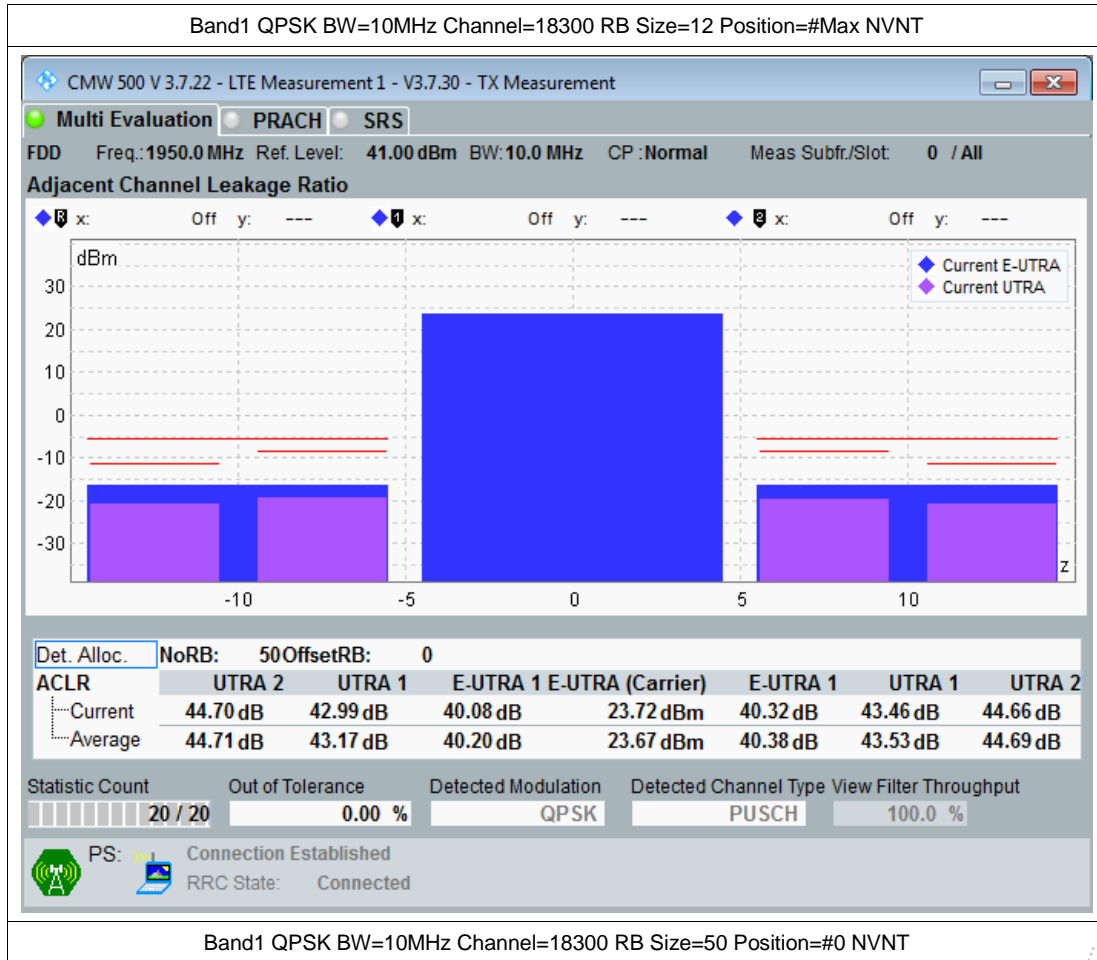 Band1 QPSK BW=10MHz Channel=18300 RB Size=12 Position=#Max NVNT
CMW 500 V 3.7.22 - LTE Measurement 1 - V3.7.30 - TX Measurement
Multi Evaluation PRACH SRS
FDD Freq.:1950.0 MHz Ref. Level: 41.00 dBm BW:10.0 MHz CP :Normal Meas Subfr./Slot: 0 / All
Adjacent Channel Leakage Ratio
R x: Off y: --- 1 x: Off y: --- 2 x: Off y: ---
dBm
Current E-UTRA
Current UTRA
30
20
10
0
-10
-20
-30
z
-10 -5 0 5 10
Det. Alloc. NoRB: 50 OffsetRB: 0
ACLR UTRA 2 UTRA 1 E-UTRA 1 E-UTRA (Carrier) E-UTRA 1 UTRA 1 UTRA 2
Current 44.70 dB 42.99 dB 40.08 dB 23.72 dBm 40.32 dB 43.46 dB 44.66 dB
Average 44.71 dB 43.17 dB 40.20 dB 23.67 dBm 40.38 dB 43.53 dB 44.69 dB
Statistic Count Out of Tolerance Detected Modulation Detected Channel Type View Filter Throughput
20 / 20 0.00 % QPSK PUSCH 100.0 %
PS: Connection Established
RRC State: Connected
Band1 QPSK BW=10MHz Channel=18300 RB Size=50 Position=#0 NVNT